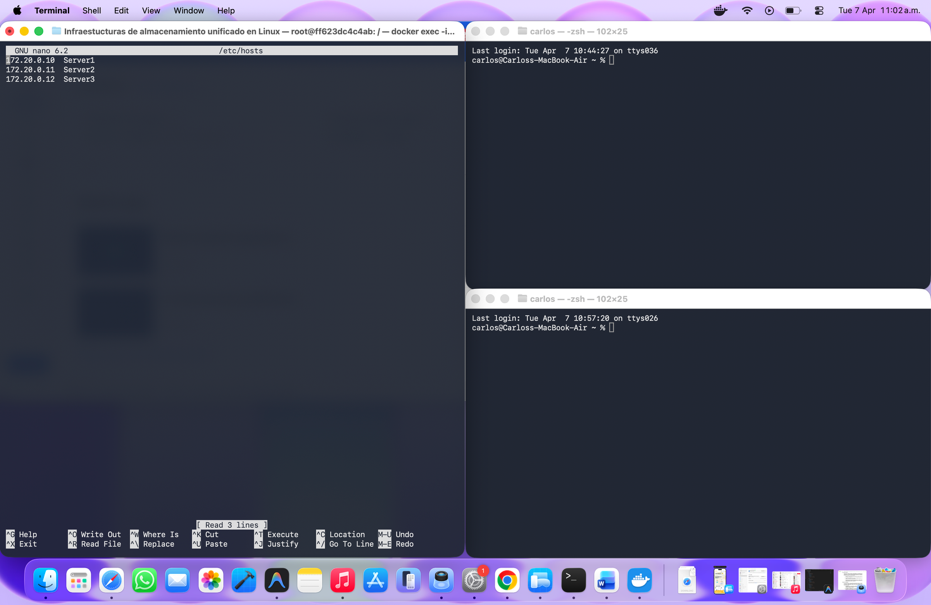 Terminal Shell Edit View Window Help Tue 7 Apr 11:02 a.m.
Infraestucturas de almacenamiento unificado en Linux — root@ff623dc4c4ab: / — docker exec -i...
GNU nano 6.2 /etc/hosts
172.20.0.10 Server1
172.20.0.11 Server2
172.20.0.12 Server3
[ Read 3 lines ]
^G Help ^O Write Out ^W Where Is ^K Cut ^T Execute ^C Location M-U Undo
^X Exit ^R Read File ^\ Replace ^U Paste ^J Justify ^/ Go To Line M-E Redo
carlos — -zsh — 102×25
Last login: Tue Apr 7 10:44:27 on ttys036
carlos@Carloss-MacBook-Air ~ %
carlos — -zsh — 102×25
Last login: Tue Apr 7 10:57:20 on ttys026
carlos@Carloss-MacBook-Air ~ %
1